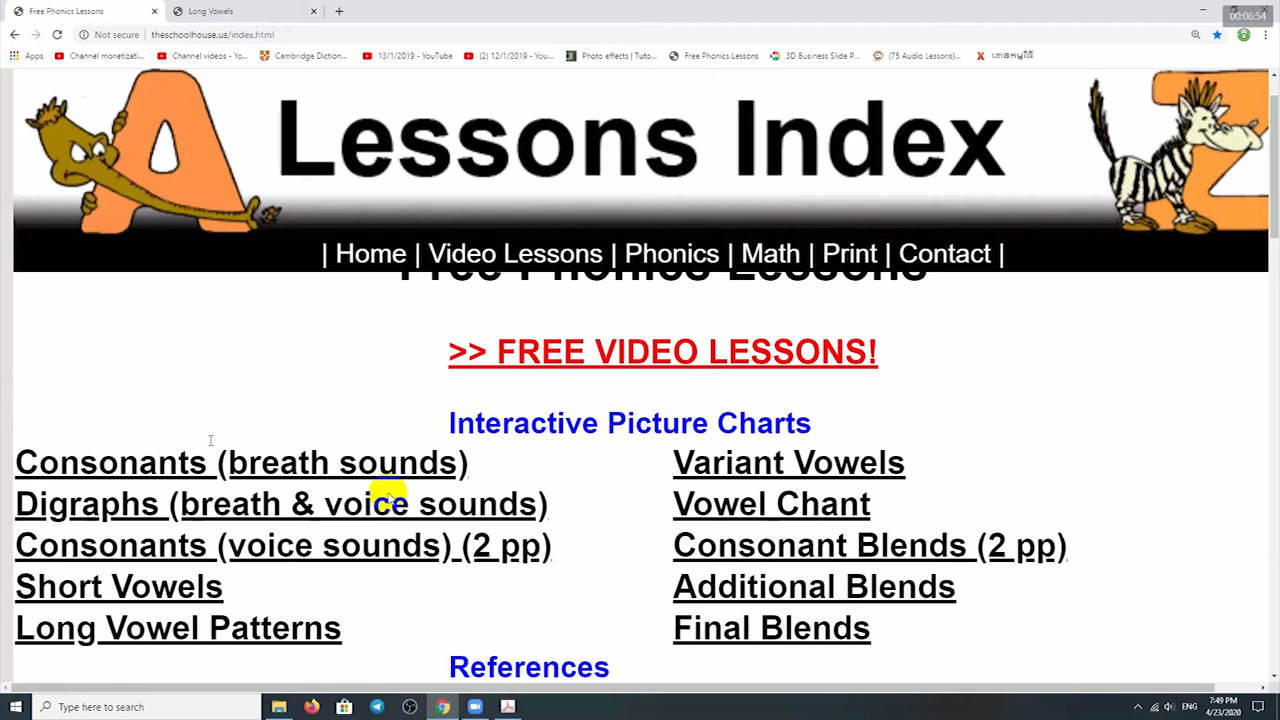 Free Phonics Lessons
Long Vowels
00:06:54
Not secure | theschoolhouse.us/index.html
Apps
Channel monetizati...
Channel videos - Yo...
Cambridge Diction...
13/1/2019 - YouTube
(2) 12/1/2019 - You...
Photo effects | Tuto...
Free Phonics Lessons
3D Business Slide P...
(75 Audio Lessons)...
A
Lessons Index
Z
| Home | Video Lessons | Phonics | Math | Print | Contact |
Free Phonics Lessons
>> FREE VIDEO LESSONS!
Interactive Picture Charts
Consonants (breath sounds)
Variant Vowels
Digraphs (breath & voice sounds)
Vowel Chant
Consonants (voice sounds) (2 pp)
Consonant Blends (2 pp)
Short Vowels
Additional Blends
Long Vowel Patterns
Final Blends
References
Type here to search
ENG
7:49 PM
4/23/2020